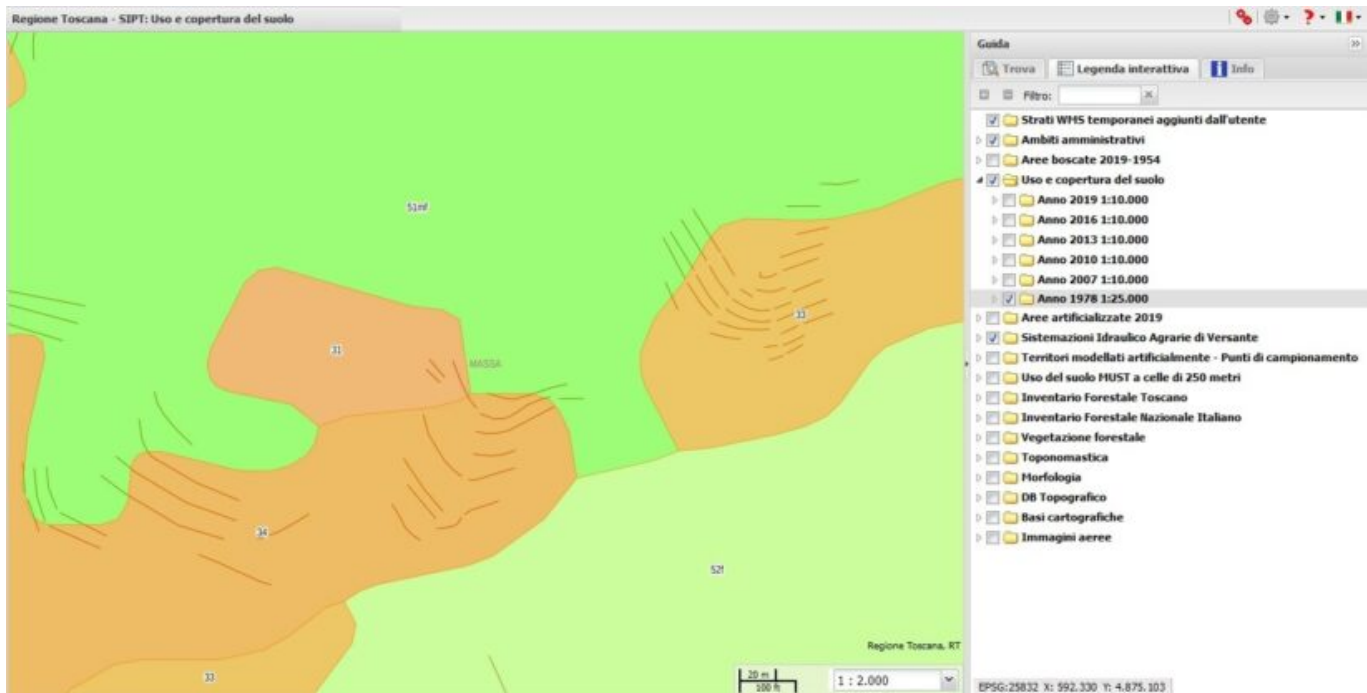 Regione Toscana - SIPT: Uso e copertura del suolo
Guida
Trova
Legenda interattiva
Info
Filtro:
Strati WMS temporanei aggiunti dall'utente
Ambiti amministrativi
Aree boscate 2019-1954
Uso e copertura del suolo
Anno 2019 1:10.000
Anno 2016 1:10.000
Anno 2013 1:10.000
Anno 2010 1:10.000
Anno 2007 1:10.000
Anno 1978 1:25.000
Aree artificializzate 2019
Sistemazioni Idraulico Agrarie di Versante
Territori modellati artificialmente - Punti di campionamento
Uso del suolo MUST a celle di 250 metri
Inventario Forestale Toscano
Inventario Forestale Nazionale Italiano
Vegetazione forestale
Toponomastica
Morfologia
DB Topografico
Basi cartografiche
Immagini aeree
51mf
33
31
MASSA
34
52f
33
Regione Toscana, RT
20 m
100 ft
1 : 2.000
EPSG:25832 X: 592.330 Y: 4.875.103